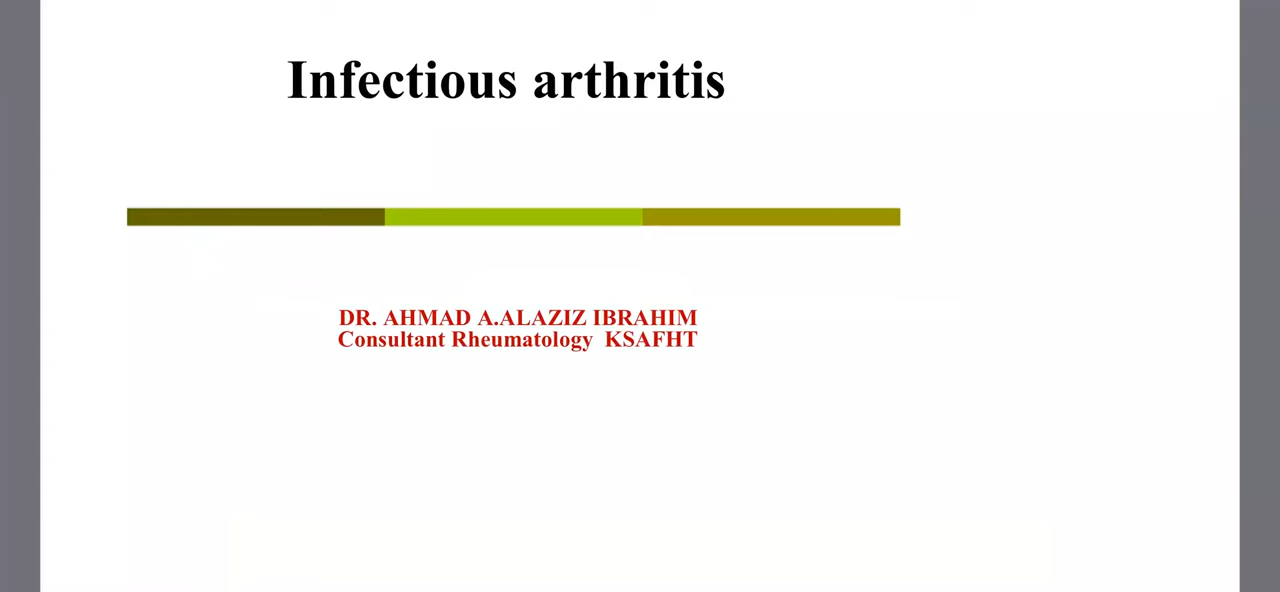 Infectious arthritis
DR. AHMAD A.ALAZIZ IBRAHIM
Consultant Rheumatology KSAFHT